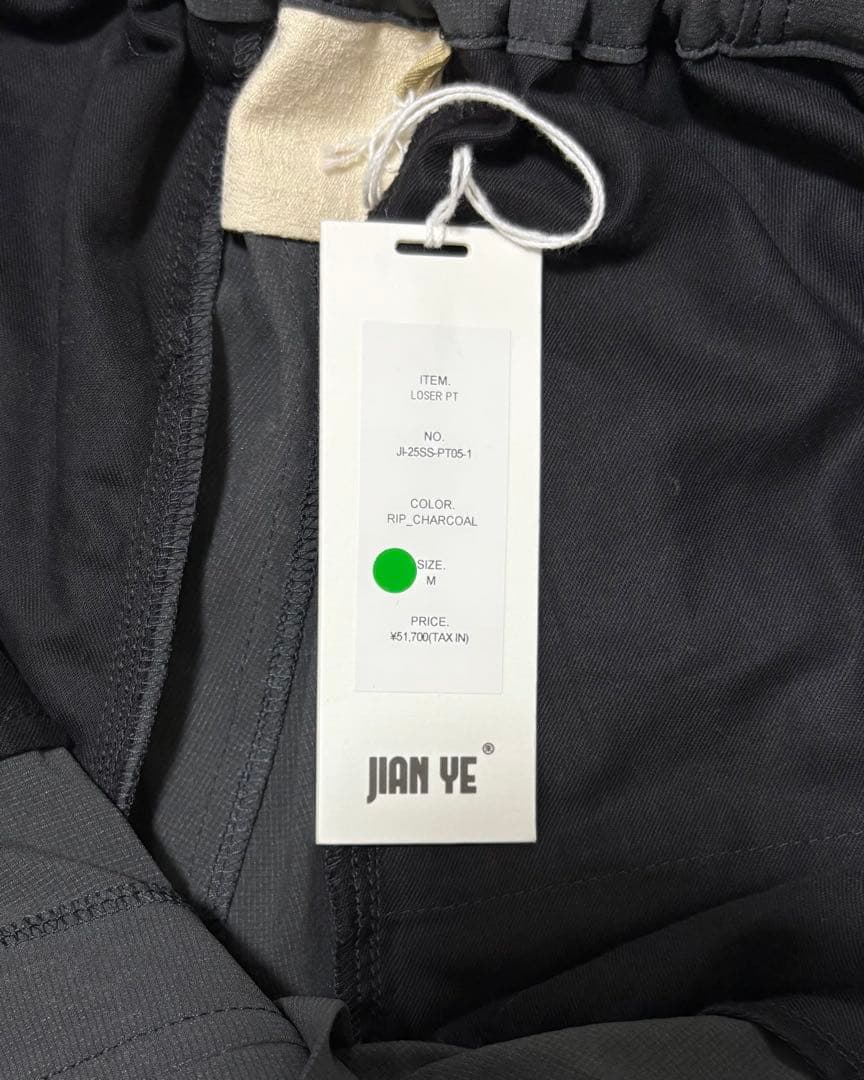 ITEM.
LOSER PT
NO.
JI-25SS-PT05-1
COLOR.
RIP_CHARCOAL
SIZE.
M
PRICE.
¥51,700(TAX IN)
JIAN YE®